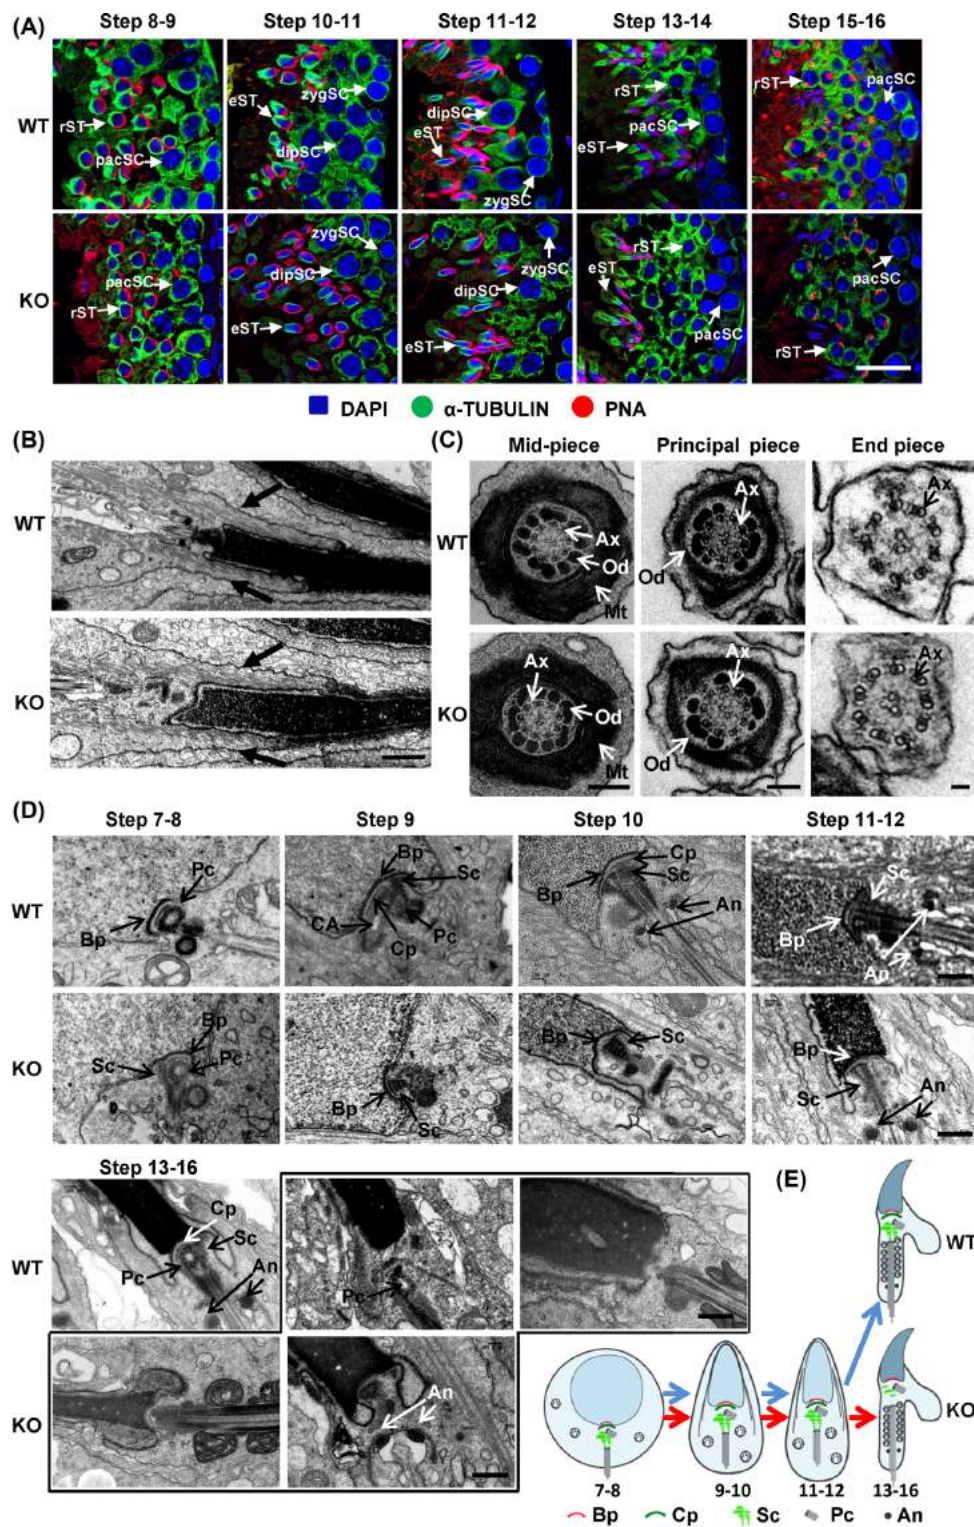 (A)
Step 8-9 Step 10-11 Step 11-12 Step 13-14 Step 15-16
WT
rST pacSC
eST zygSC dipSC
dipSC eST zygSC
rST pacSC eST
rST pacSC
KO
pacSC rST
zygSC dipSC eST
zygSC dipSC eST
rST eST pacSC
pacSC rST
DAPI α-TUBULIN PNA
(B)
WT
KO
(C)
Mid-piece Principal piece End piece
WT
Ax Od Mt
Ax Od
Ax
KO
Ax Od Mt
Ax Od
Ax
(D)
Step 7-8 Step 9 Step 10 Step 11-12
WT
Pc Bp
Bp Sc CA Cp Pc
Cp Sc Bp An
Sc Bp An
KO
Bp Sc Pc
Bp Sc
Bp Sc
Bp Sc An
Step 13-16
WT
Cp Sc Pc An
Pc
KO
An
(E)
WT
KO
7-8 9-10 11-12 13-16
Bp Cp Sc Pc An